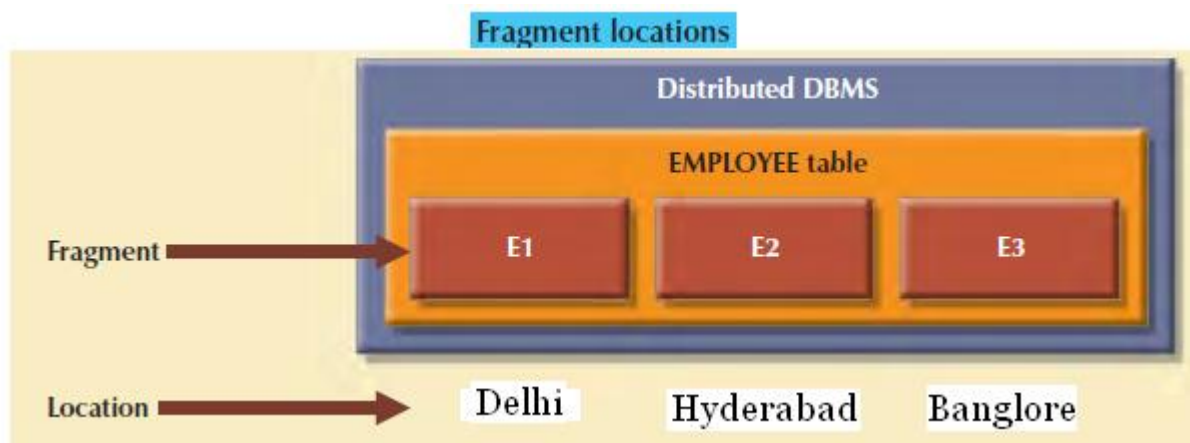 Fragment locations
Distributed DBMS
EMPLOYEE table
Fragment E1 E2 E3
Location Delhi Hyderabad Banglore